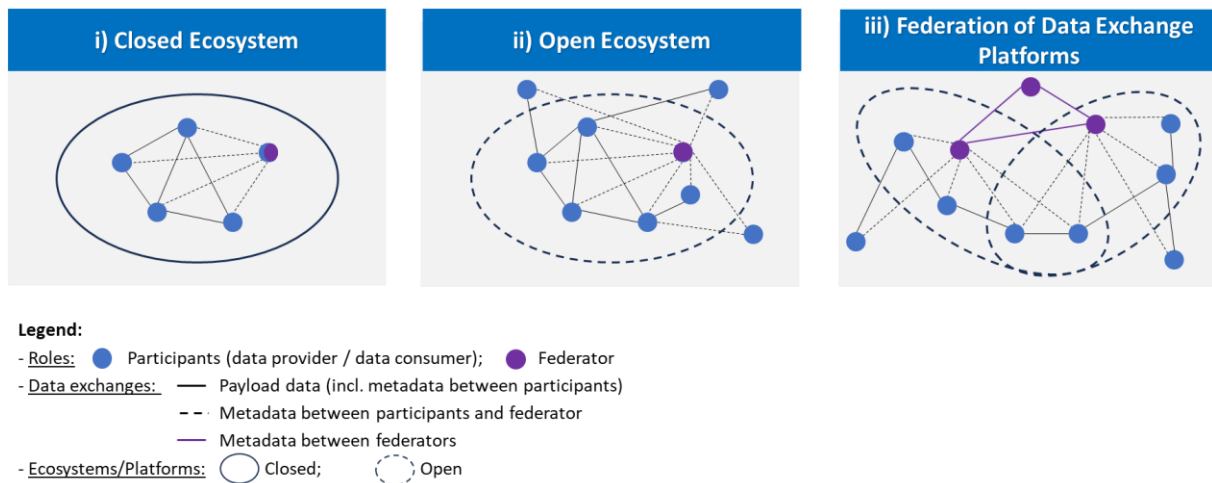 i) Closed Ecosystem
ii) Open Ecosystem
iii) Federation of Data Exchange
Platforms
Legend:
- Roles: Participants (data provider / data consumer); Federator
- Data exchanges: Payload data (incl. metadata between participants)
Metadata between participants and federator
Metadata between federators
- Ecosystems/Platforms: Closed; Open